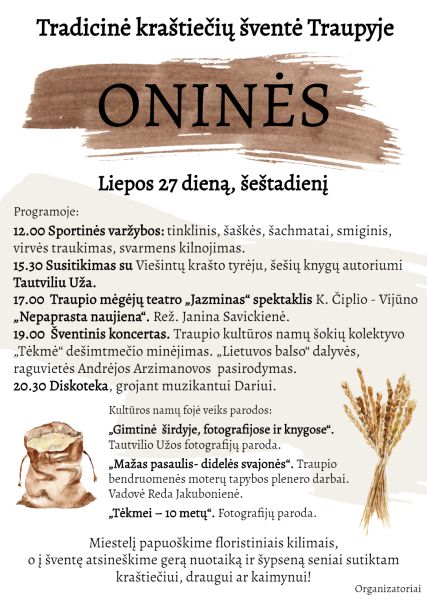 Tradicinė kraštiečių šventė Traupyje
ONINĖS
Liepos 27 dieną, šeštadienį
Programoje:
12.00 Sportinės varžybos: tinklinis, šaškės, šachmatai, smiginis,
virvės traukimas, svarmens kilnojimas.
15.30 Susitikimas su Viešintų krašto tyrėju, šešių knygų autoriumi
Tautviliu Uža.
17.00 Traupio mėgėjų teatro „Jazminas“ spektaklis K. Čiplio - Vijūno
„Nepaprasta naujiena“. Rež. Janina Savickienė.
19.00 Šventinis koncertas. Traupio kultūros namų šokių kolektyvo
„Tėkmė“ dešimtmečio minėjimas. „Lietuvos balso“ dalyvės,
raguvietės Andrėjos Arzimanovos pasirodymas.
20.30 Diskoteka, grojant muzikantui Dariui.
Kultūros namų fojė veiks parodos:
„Gimtinė širdyje, fotografijose ir knygose“.
Tautvilio Užos fotografijų paroda.
„Mažas pasaulis- didelės svajonės“. Traupio
bendruomenės moterų tapybos plenero darbai.
Vadovė Reda Jakubonienė.
„Tėkmei – 10 metų“. Fotografijų paroda.
Miestelį papuoškime floristiniais kilimais,
o į šventę atsineškime gerą nuotaiką ir šypseną seniai sutiktam
kraštiečiui, draugui ar kaimynui!
Organizatoriai